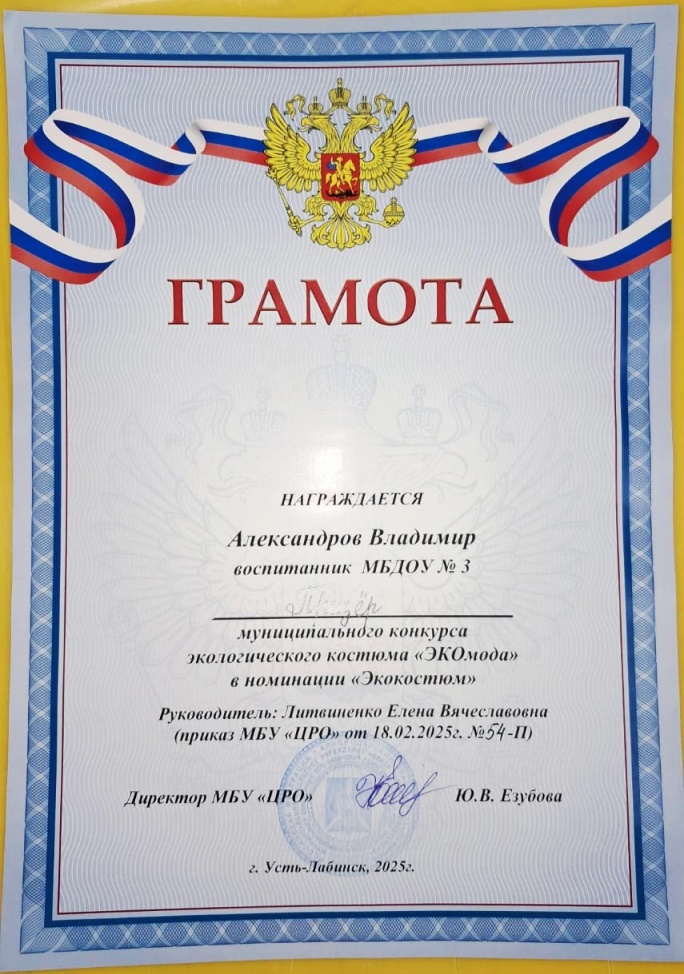 ГРАМОТА
НАГРАЖДАЕТСЯ
Александров Владимир
воспитанник МБДОУ № 3
Призёр
муниципального конкурса
экологического костюма «ЭКОмода»
в номинации «Экокостюм»
Руководитель: Литвиненко Елена Вячеславовна
(приказ МБУ «ЦРО» от 18.02.2025г. №54-П)
Директор МБУ «ЦРО» Ю.В. Езубова
г. Усть-Лабинск, 2025г.